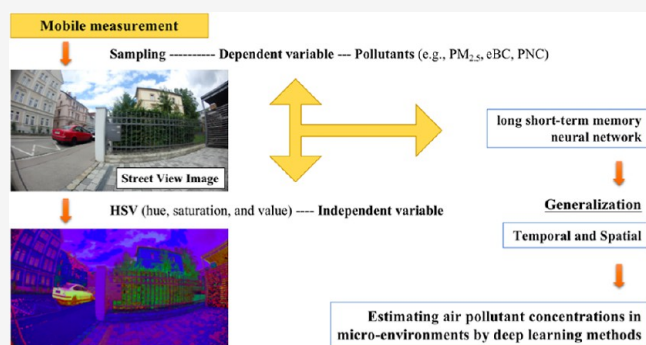 Mobile measurement
Sampling ---------- Dependent variable --- Pollutants (e.g., PM2.5, eBC, PNC)
Street View Image
HSV (hue, saturation, and value) ---- Independent variable
long short-term memory
neural network
Generalization
Temporal and Spatial
Estimating air pollutant concentrations in
micro-environments by deep learning methods